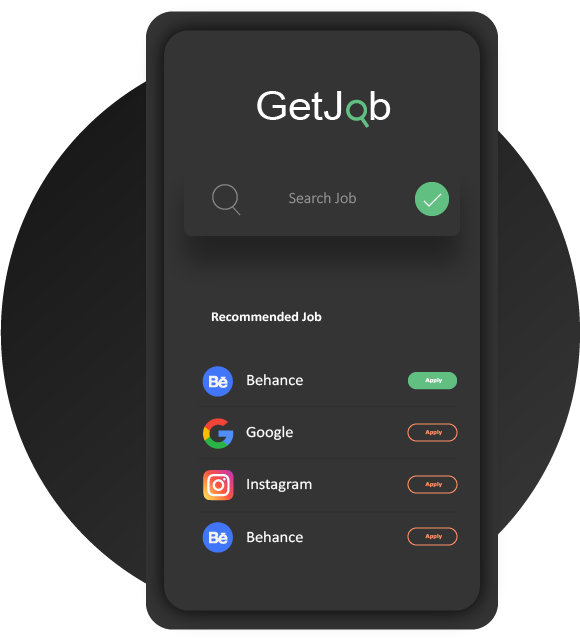 GetJob
Search Job
Recommended Job
Bē Behance Apply
Google Apply
Instagram Apply
Bē Behance Apply